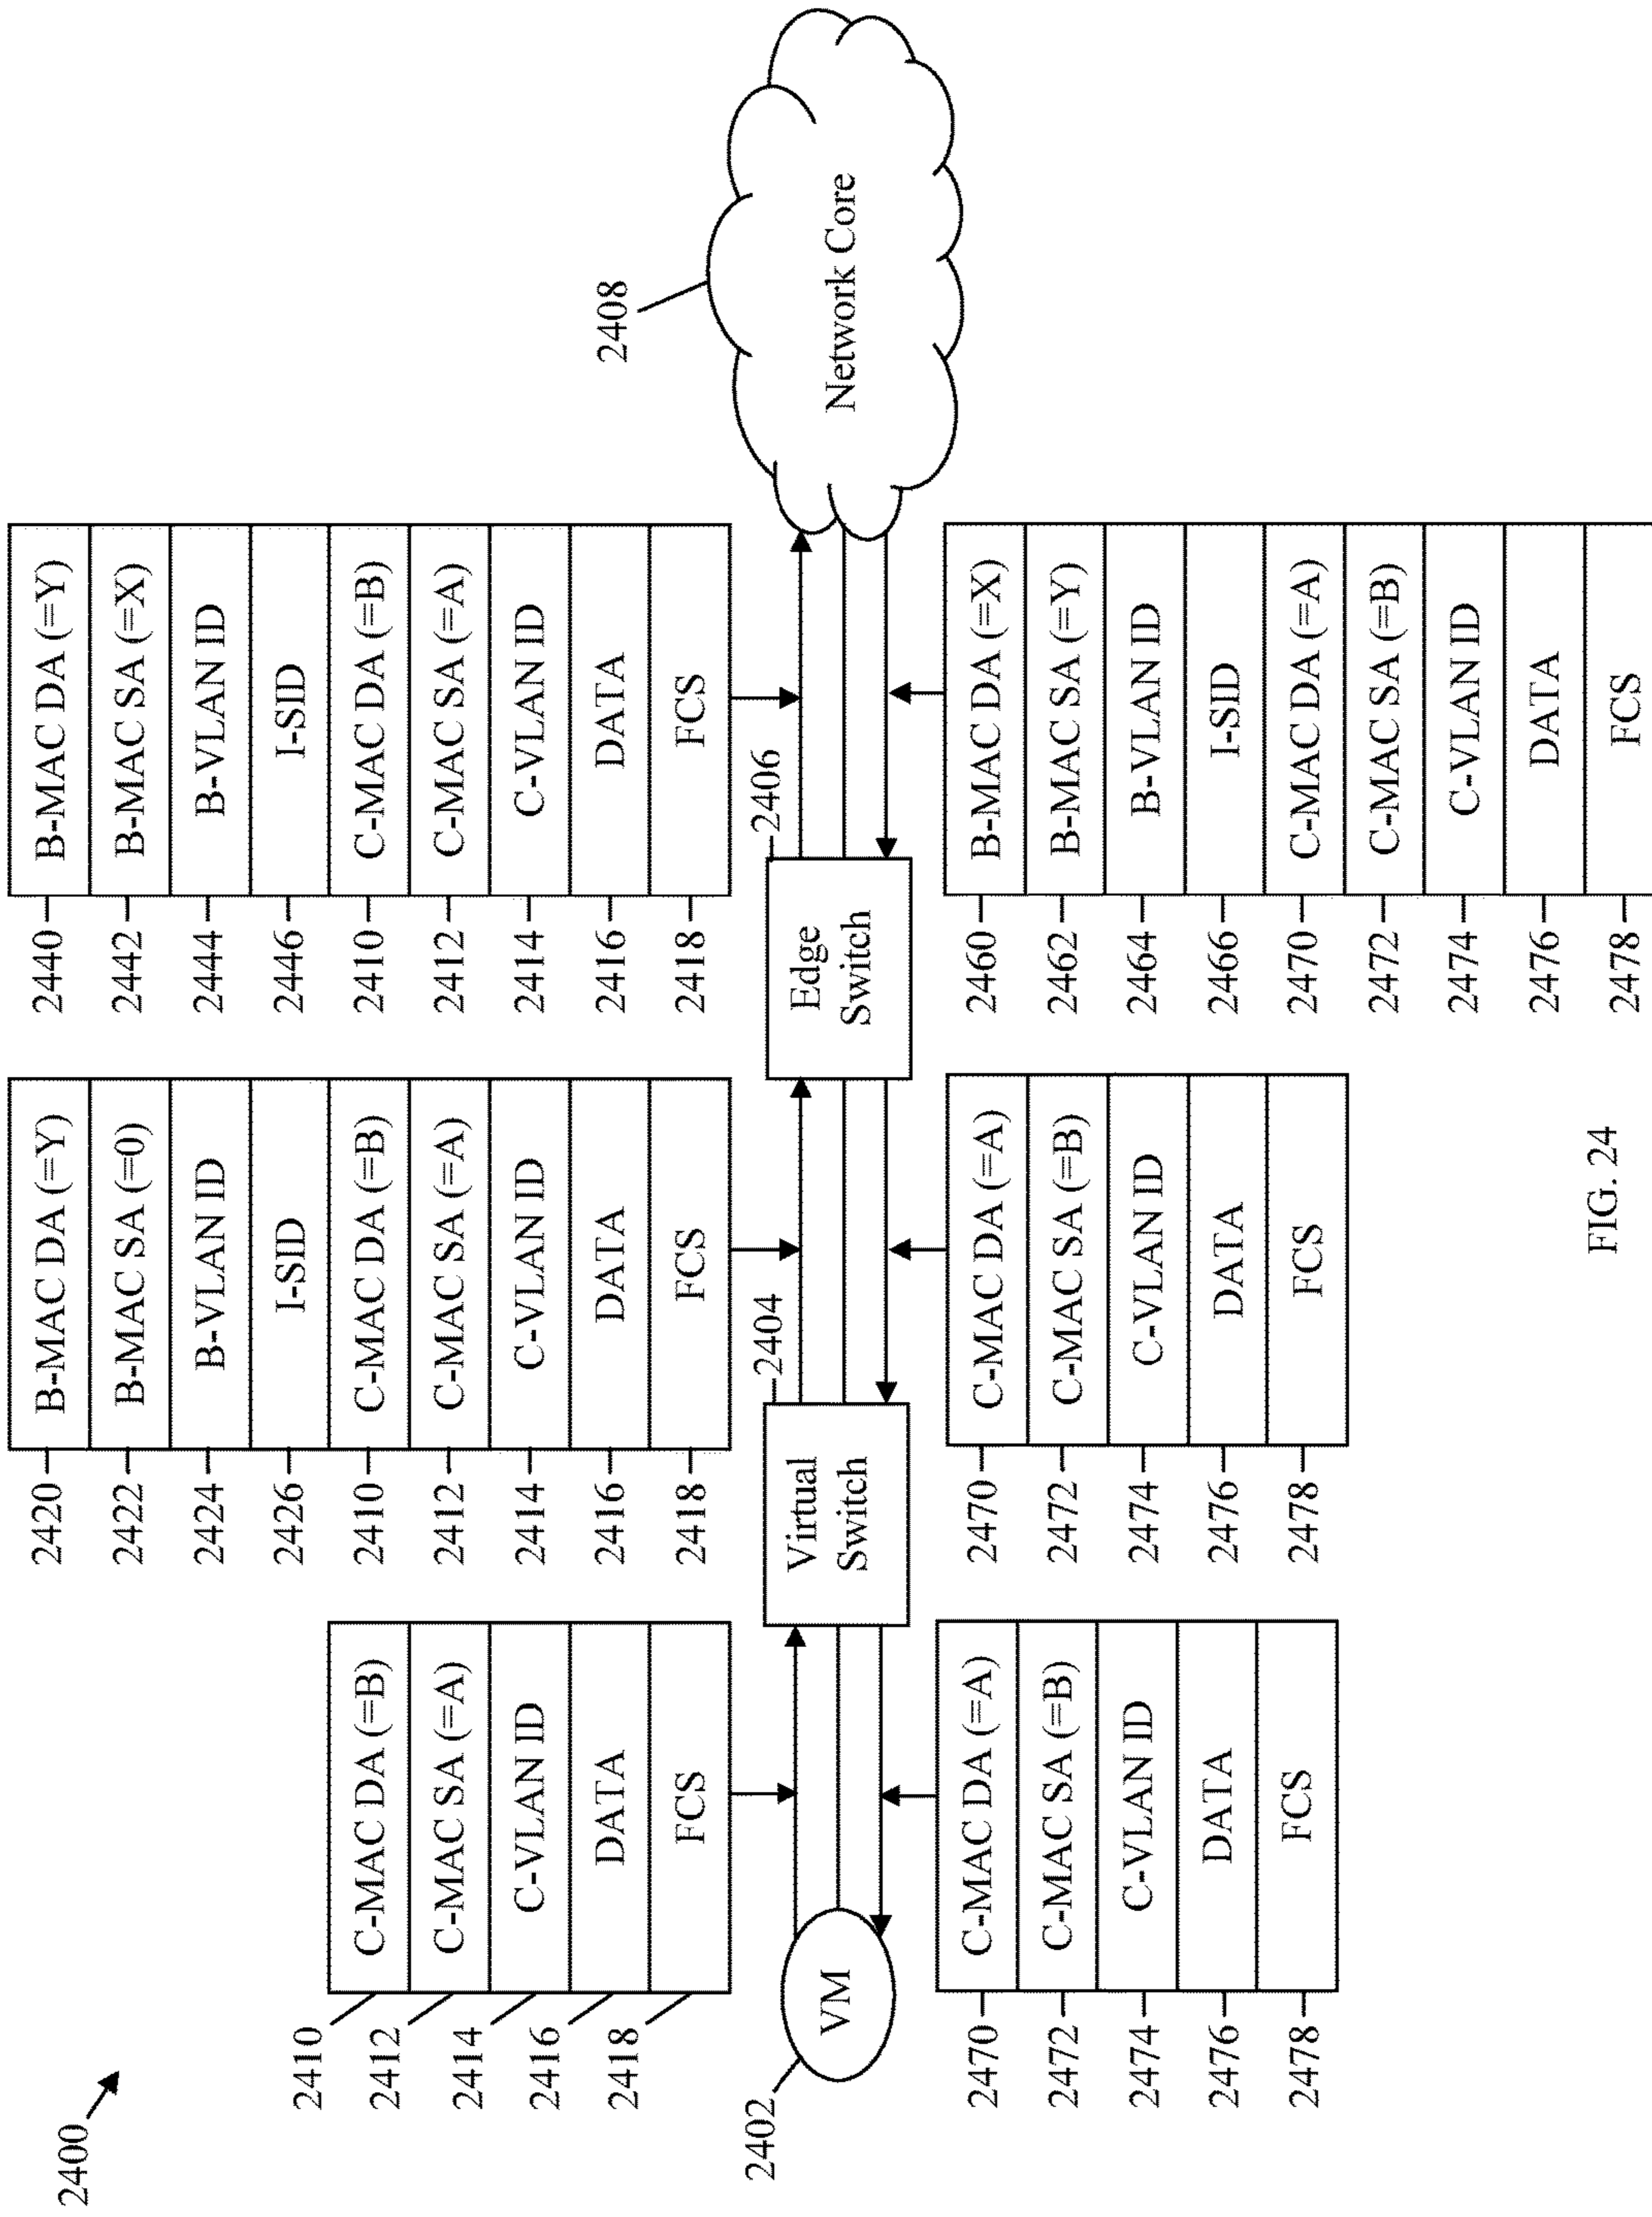 2400
2410
C-MAC DA (=B)
2412
C-MAC SA (=A)
2414
C-VLAN ID
2416
DATA
2418
FCS
2420
B-MAC DA (=Y)
2422
B-MAC SA (=0)
2424
B-VLAN ID
2426
I-SID
2410
C-MAC DA (=B)
2412
C-MAC SA (=A)
2414
C-VLAN ID
2416
DATA
2418
FCS
2440
B-MAC DA (=Y)
2442
B-MAC SA (=X)
2444
B-VLAN ID
2446
I-SID
2410
C-MAC DA (=B)
2412
C-MAC SA (=A)
2414
C-VLAN ID
2416
DATA
2418
FCS
2402
VM
2404
Virtual
Switch
2406
Edge
Switch
2408
Network Core
2470
C-MAC DA (=A)
2472
C-MAC SA (=B)
2474
C-VLAN ID
2476
DATA
2478
FCS
2470
C-MAC DA (=A)
2472
C-MAC SA (=B)
2474
C-VLAN ID
2476
DATA
2478
FCS
2460
B-MAC DA (=X)
2462
B-MAC SA (=Y)
2464
B-VLAN ID
2466
I-SID
2470
C-MAC DA (=A)
2472
C-MAC SA (=B)
2474
C-VLAN ID
2476
DATA
2478
FCS
FIG. 24